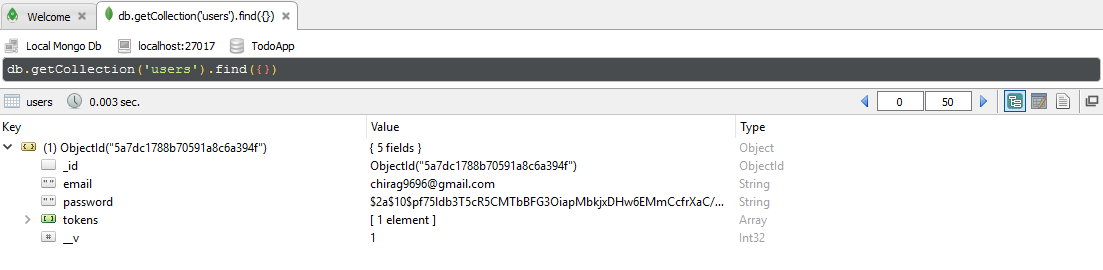 Welcome db.getCollection('users').find({})
Local Mongo Db localhost:27017 TodoApp
db.getCollection('users').find({})
users 0.003 sec. 0 50
Key Value Type
(1) ObjectId("5a7dc1788b70591a8c6a394f") { 5 fields } Object
_id ObjectId("5a7dc1788b70591a8c6a394f") ObjectId
email chirag9696@gmail.com String
password $2a$10$pf75ldb3T5cR5CMTbBFG3OiapMbkjxDHw6EMmCcfrXaC/... String
tokens [ 1 element ] Array
__v 1 Int32